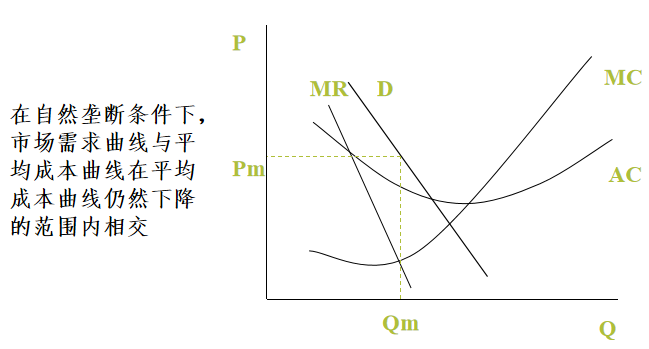 P
MR
D
MC
在自然垄断条件下，
市场需求曲线与平
均成本曲线在平均
成本曲线仍然下降
的范围内相交
Pm
AC
Qm
Q